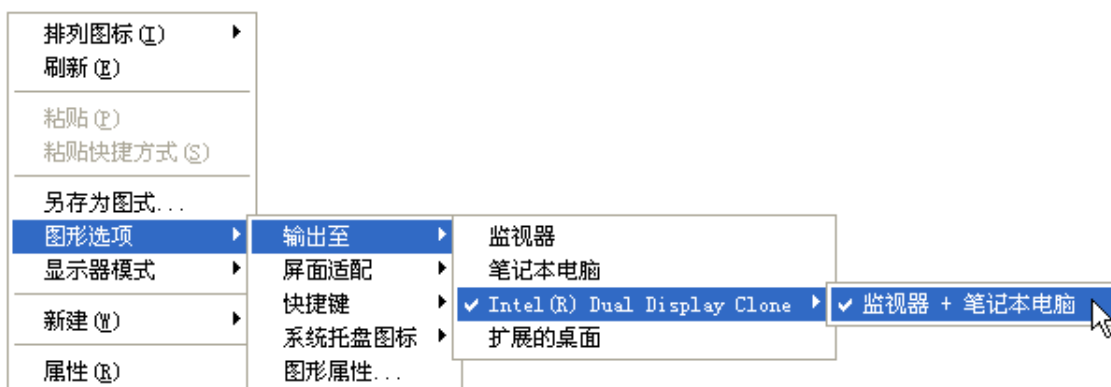 排列图标(I)
刷新(E)
粘贴(P)
粘贴快捷方式(S)
另存为图式...
图形选项
显示器模式
新建(W)
属性(R)
输出至
屏面适配
快捷键
系统托盘图标
图形属性...
监视器
笔记本电脑
Intel(R) Dual Display Clone
扩展的桌面
监视器 + 笔记本电脑